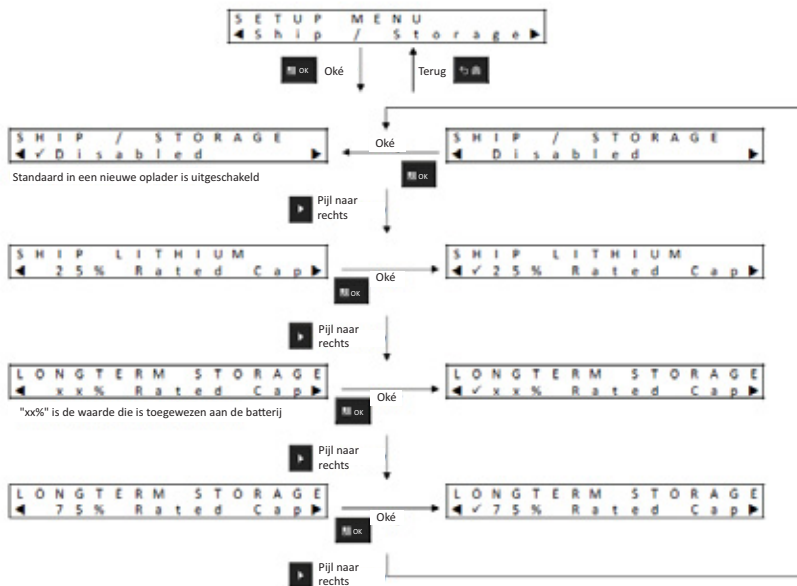 SETUP MENU
◀Ship / Storage▶
OK Oké
Terug
SHIP / STORAGE
◀✓Disabled ▶
Oké
OK
SHIP / STORAGE
◀ Disabled ▶
Standaard in een nieuwe oplader is uitgeschakeld
Pijl naar
rechts
SHIP LITHIUM
◀ 25% Rated Cap▶
Oké
OK
SHIP LITHIUM
◀✓25% Rated Cap▶
Pijl naar
rechts
LONGTERM STORAGE
◀ xx% Rated Cap▶
Oké
OK
LONGTERM STORAGE
◀✓xx% Rated Cap▶
"xx%" is de waarde die is toegewezen aan de batterij
Pijl naar
rechts
LONGTERM STORAGE
◀ 75% Rated Cap▶
Oké
OK
LONGTERM STORAGE
◀✓75% Rated Cap▶
Pijl naar
rechts